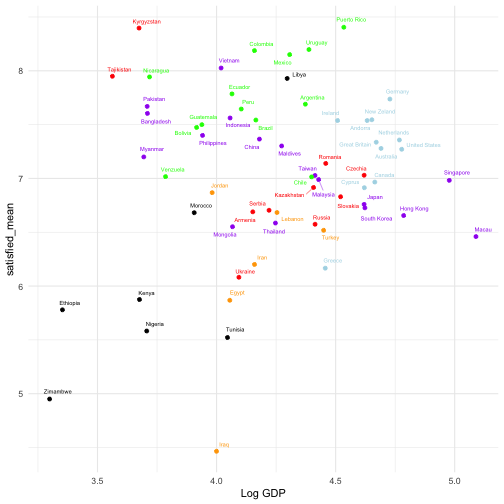 Puerto Rico
Kyrgyzstan
Colombia
Uruguay
Mexico
Vietnam
Tajikistan
Nicaragua
Libya
Ecuador
Germany
Pakistan
Peru
Argentina
Bangladesh
Guatemala
Indonesia
Brazil
Ireland
New Zeland
Andorra
Bolivia
Philippines
China
Netherlands
Great Britain
United States
Myanmar
Maldives
Australia
Romania
Venzuela
Taiwan
Czechia
Singapore
Chile
Canada
Cyprus
Jordan
Kazakhstan
Malaysia
Japan
Slovakia
Morocco
Serbia
Hong Kong
Armenia
Lebanon
Russia
South Korea
Mongolia
Thailand
Turkey
Macau
Iran
Greece
Ukraine
Kenya
Egypt
Ethiopia
Nigeria
Tunisia
Zimambwe
Iraq
8
7
6
5
satisfied_mean
3.5 4.0 4.5 5.0
Log GDP